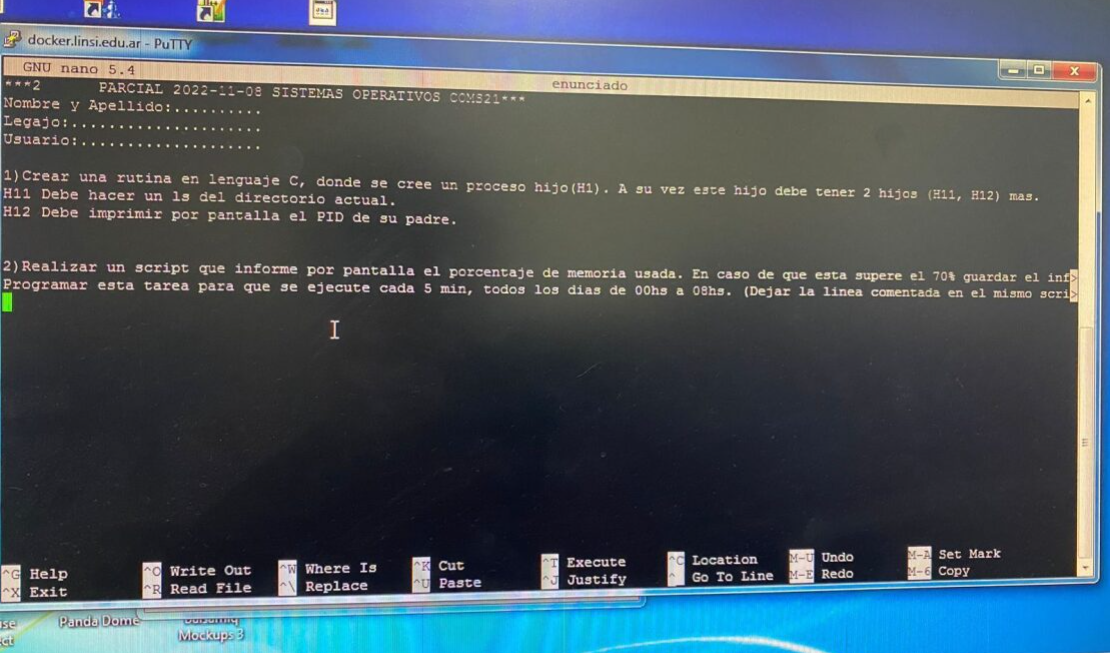 docker.linsi.edu.ar - PuTTY
GNU nano 5.4 enunciado
***2 PARCIAL 2022-11-08 SISTEMAS OPERATIVOS COMS21***
Nombre y Apellido:..........
Legajo:.....................
Usuario:....................
1)Crear una rutina en lenguaje C, donde se cree un proceso hijo(H1). A su vez este hijo debe tener 2 hijos (H11, H12) mas.
H11 Debe hacer un ls del directorio actual.
H12 Debe imprimir por pantalla el PID de su padre.
2)Realizar un script que informe por pantalla el porcentaje de memoria usada. En caso de que esta supere el 70% guardar el inf>
Programar esta tarea para que se ejecute cada 5 min, todos los dias de 00hs a 08hs. (Dejar la linea comentada en el mismo scri>
^G Help ^O Write Out ^W Where Is ^K Cut ^T Execute ^C Location M-U Undo M-A Set Mark
^X Exit ^R Read File ^\ Replace ^U Paste ^J Justify ^_ Go To Line M-E Redo M-6 Copy
Panda Dome
Mockups 3